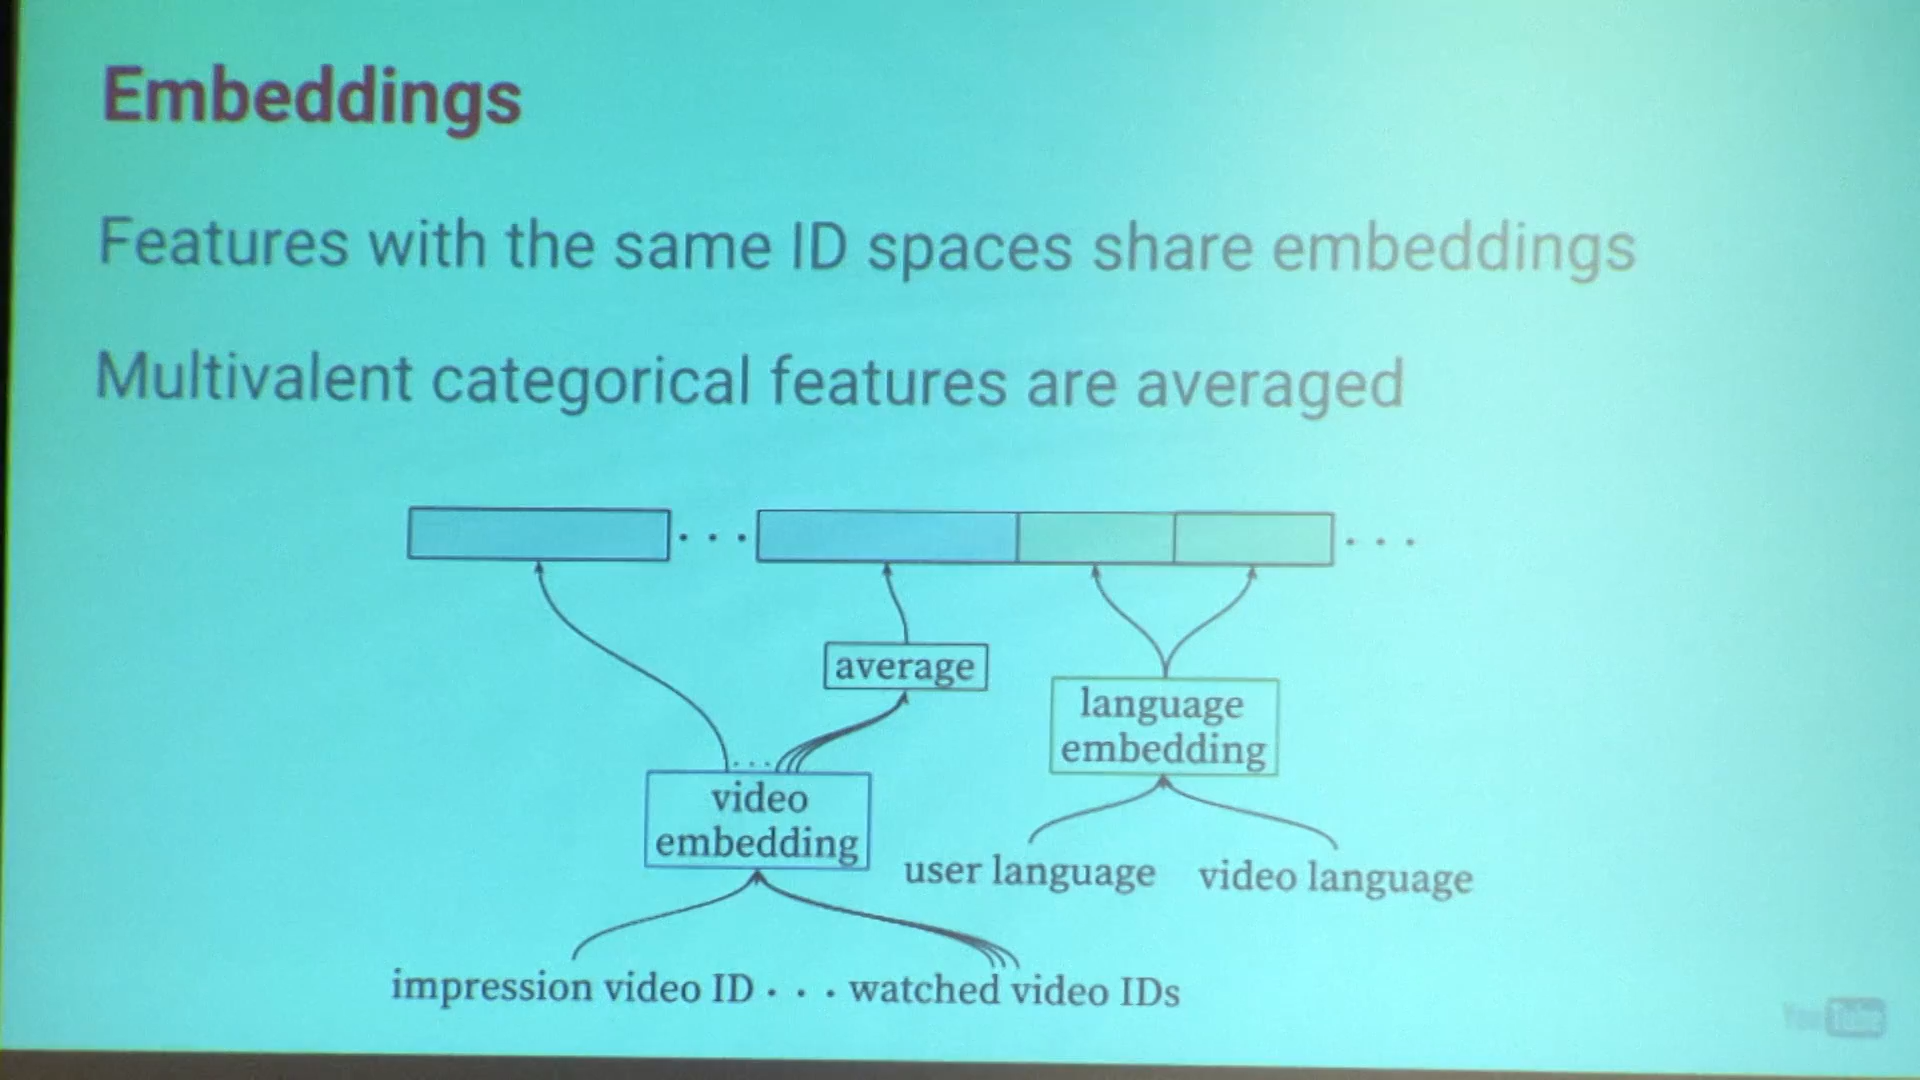 Embeddings
Features with the same ID spaces share embeddings
Multivalent categorical features are averaged
. . .
. . .
average
language
embedding
. . .
video
embedding
user language
video language
impression video ID . . . watched video IDs
YouTube